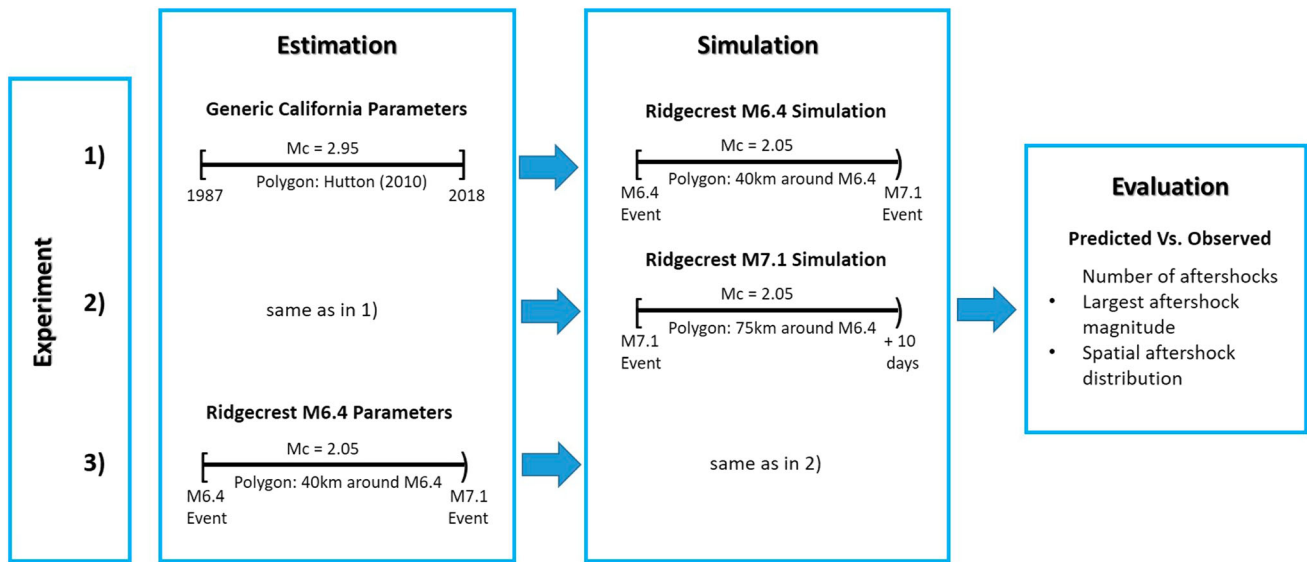 Experiment
1)
2)
3)
Estimation
Generic California Parameters
Mc = 2.95
[ ]
Polygon: Hutton (2010)
1987 2018
same as in 1)
Ridgecrest M6.4 Parameters
Mc = 2.05
[ )
Polygon: 40km around M6.4
M6.4 M7.1
Event Event
Simulation
Ridgecrest M6.4 Simulation
Mc = 2.05
[ )
Polygon: 40km around M6.4
M6.4 M7.1
Event Event
Ridgecrest M7.1 Simulation
Mc = 2.05
[ )
Polygon: 75km around M6.4
M7.1 + 10
Event days
same as in 2)
Evaluation
Predicted Vs. Observed
Number of aftershocks
• Largest aftershock
magnitude
• Spatial aftershock
distribution